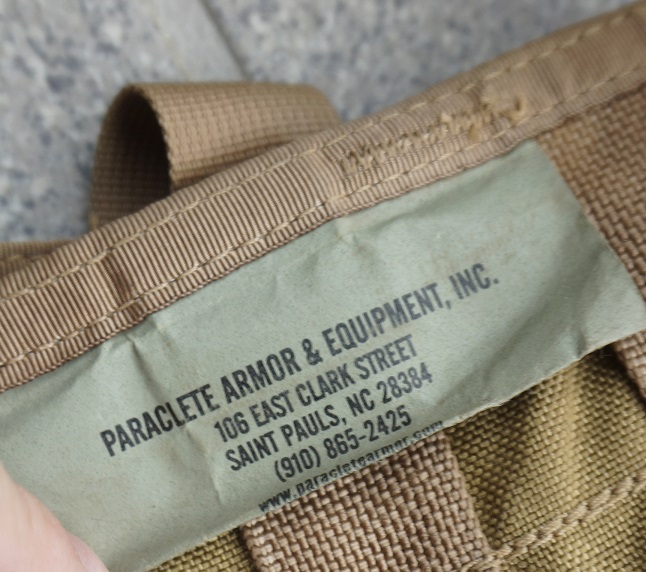 PARACLETE ARMOR & EQUIPMENT, INC.
106 EAST CLARK STREET
SAINT PAULS, NC 28384
(910) 865-2425
www.paracletearmor.com